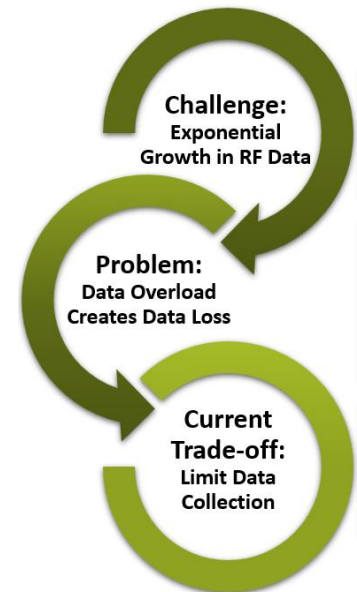 Challenge:
Exponential
Growth in RF Data
Problem:
Data Overload
Creates Data Loss
Current
Trade-off:
Limit Data
Collection